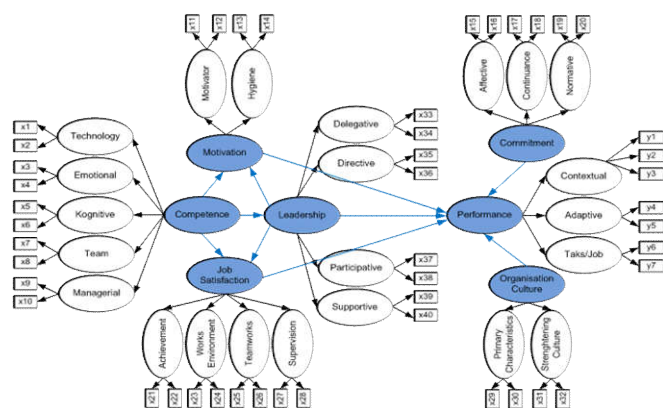 x11
x12
x13
x14
x15
x16
x17
x18
x19
x20
Motivator
Hygiene
Affective
Continuance
Normative
x1
x2
Technology
Delegative
x33
x34
Motivation
Commitment
y1
y2
y3
x3
x4
Emotional
Directive
x35
x36
Contextual
x5
x6
Kognitive
Competence
Leadership
Performance
Adaptive
y4
y5
x7
x8
Team
Taks/Job
y6
y7
Job
Satisfaction
Participative
x37
x38
Organisation
Culture
x9
x10
Managerial
Supportive
x39
x40
Achievement
Works
Environment
Teamworks
Supervision
Primary
Characteristics
Strenghtening
Culture
x21
x22
x23
x24
x25
x26
x27
x28
x29
x30
x31
x32